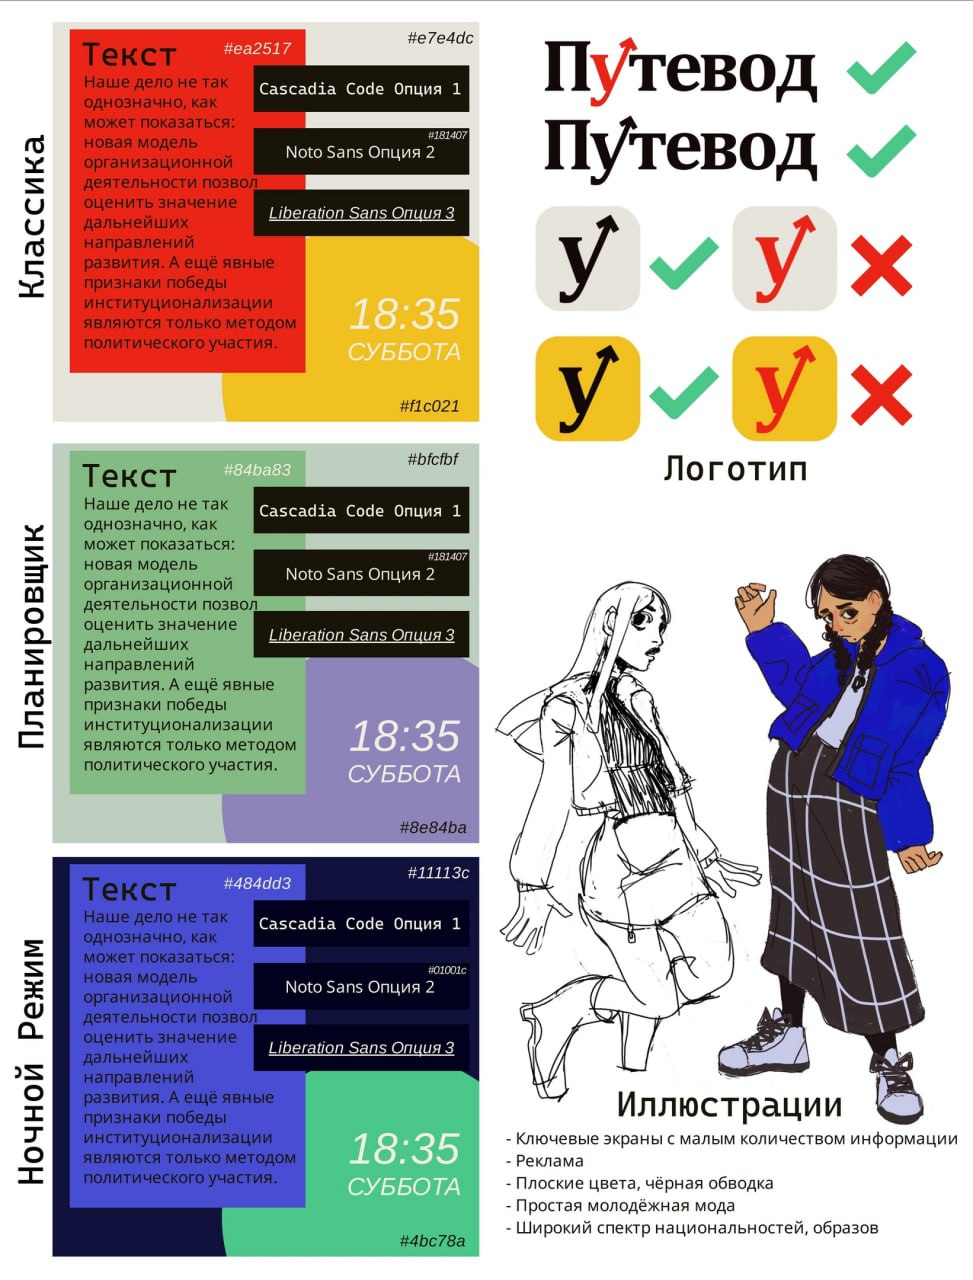 Классика
Текст
#ea2517
#e7e4dc
Наше дело не так
однозначно, как
может показаться:
новая модель
организационной
деятельности позвол
оценить значение
дальнейших
направлений
развития. А ещё явные
признаки победы
институционализации
являются только методом
политического участия.
Cascadia Code Опция 1
#181407
Noto Sans Опция 2
Liberation Sans Опция 3
18:35
СУББОТА
#f1c021
Планировщик
Текст
#84ba83
#bfcfbf
Наше дело не так
однозначно, как
может показаться:
новая модель
организационной
деятельности позвол
оценить значение
дальнейших
направлений
развития. А ещё явные
признаки победы
институционализации
являются только методом
политического участия.
Cascadia Code Опция 1
#181407
Noto Sans Опция 2
Liberation Sans Опция 3
18:35
СУББОТА
#8e84ba
Ночной Режим
Текст
#484dd3
#11113c
Наше дело не так
однозначно, как
может показаться:
новая модель
организационной
деятельности позвол
оценить значение
дальнейших
направлений
развития. А ещё явные
признаки победы
институционализации
являются только методом
политического участия.
Cascadia Code Опция 1
#01001c
Noto Sans Опция 2
Liberation Sans Опция 3
18:35
СУББОТА
#4bc78a
Путевод
Путевод
у
у
у
у
Логотип
Иллюстрации
- Ключевые экраны с малым количеством информации
- Реклама
- Плоские цвета, чёрная обводка
- Простая молодёжная мода
- Широкий спектр национальностей, образов